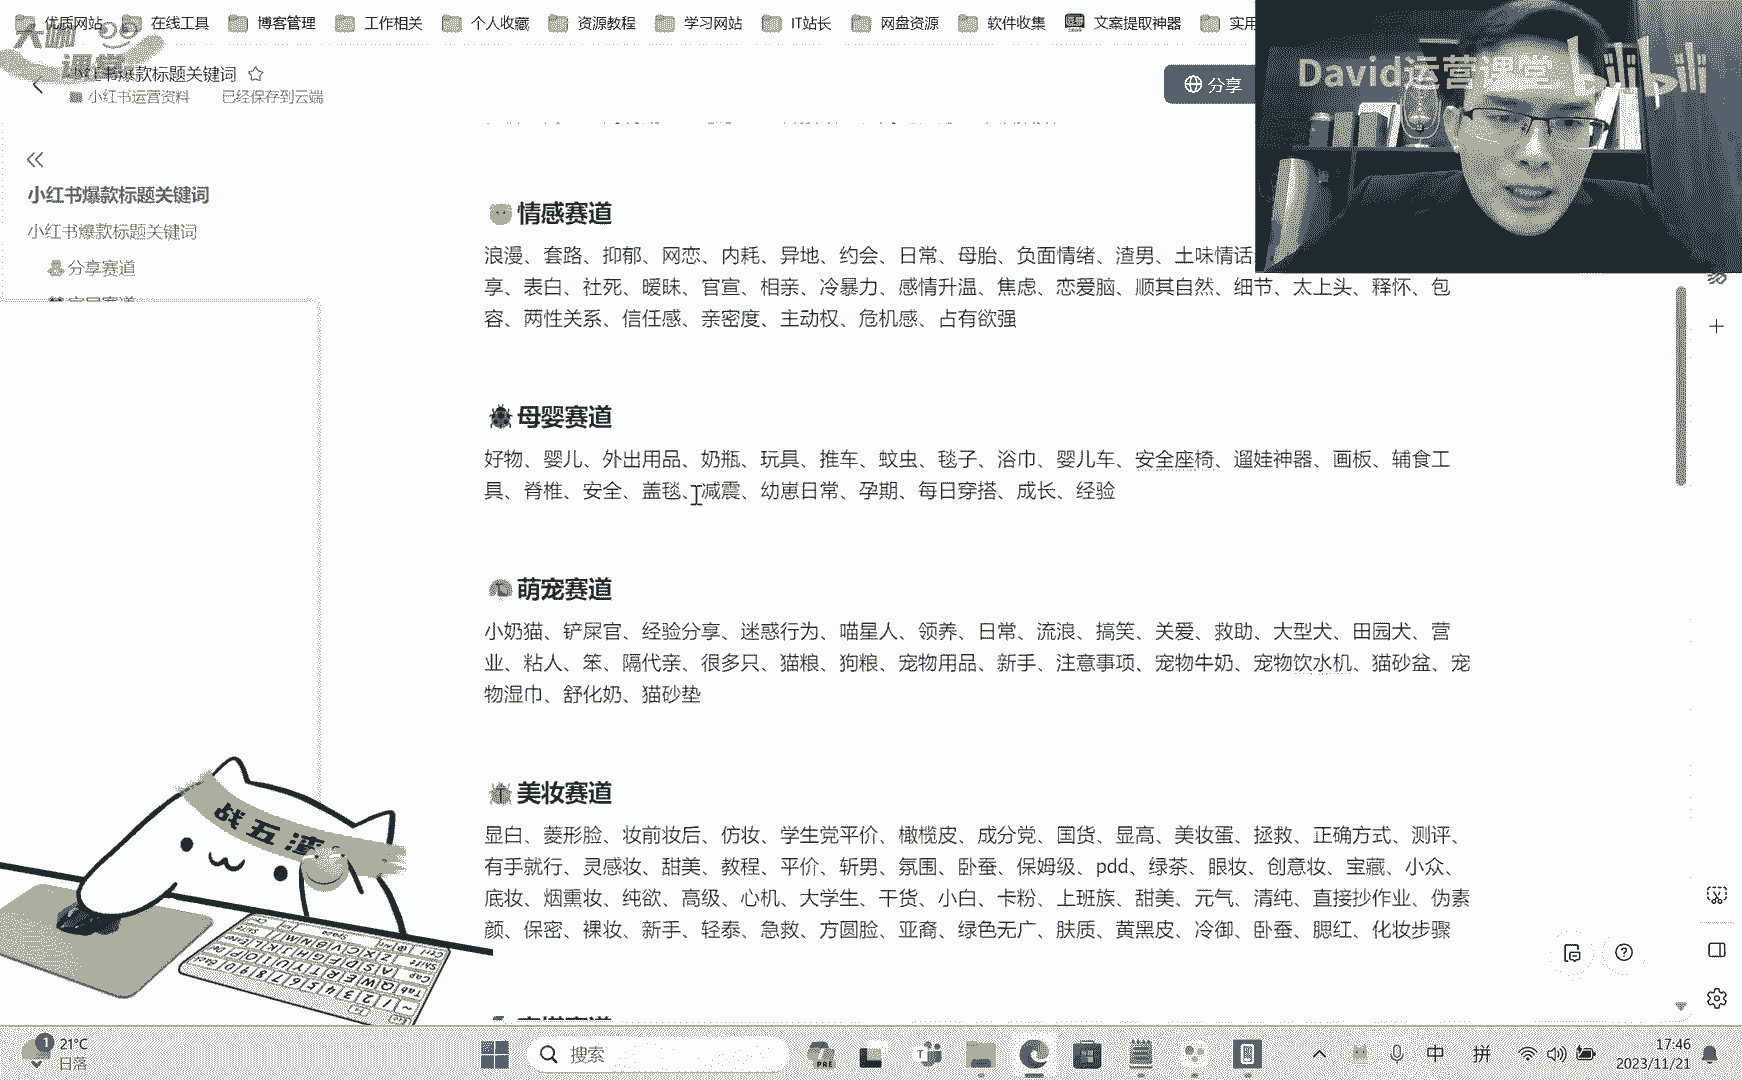 优质网站 在线工具 博客管理 工作相关 个人收藏 资源教程 学习网站 IT站长 网盘资源 软件收集 文案提取神器 实用
大师
课堂
小红书爆款标题关键词
小红书运营资料 已经保存到云端
分享
David运营课堂 bilibili
小红书爆款标题关键词
小红书爆款标题关键词
分享赛道
情感赛道
浪漫、套路、抑郁、网恋、内耗、异地、约会、日常、母胎、负面情绪、渣男、土味情话
享、表白、社死、暧昧、官宣、相亲、冷暴力、感情升温、焦虑、恋爱脑、顺其自然、细节、太上头、释怀、包
容、两性关系、信任感、亲密度、主动权、危机感、占有欲强
母婴赛道
好物、婴儿、外出用品、奶瓶、玩具、推车、蚊虫、毯子、浴巾、婴儿车、安全座椅、遛娃神器、画板、辅食工
具、脊椎、安全、盖毯、减震、幼崽日常、孕期、每日穿搭、成长、经验
萌宠赛道
小奶猫、铲屎官、经验分享、迷惑行为、喵星人、领养、日常、流浪、搞笑、关爱、救助、大型犬、田园犬、营
业、粘人、笨、隔代亲、很多只、猫粮、狗粮、宠物用品、新手、注意事项、宠物牛奶、宠物饮水机、猫砂盆、宠
物湿巾、舒化奶、猫砂垫
美妆赛道
显白、菱形脸、妆前妆后、仿妆、学生党平价、橄榄皮、成分党、国货、显高、美妆蛋、拯救、正确方式、测评、
有手就行、灵感妆、甜美、教程、平价、斩男、氛围、卧蚕、保姆级、pdd、绿茶、眼妆、创意妆、宝藏、小众、
底妆、烟熏妆、纯欲、高级、心机、大学生、干货、小白、卡粉、上班族、甜美、元气、清纯、直接抄作业、伪素
颜、保密、裸妆、新手、轻泰、急救、方圆脸、亚裔、绿色无广、肤质、黄黑皮、冷御、卧蚕、腮红、化妆步骤
战五渣
1
21°C
日落
搜索
PRE
中 拼
17:46
2023/11/21